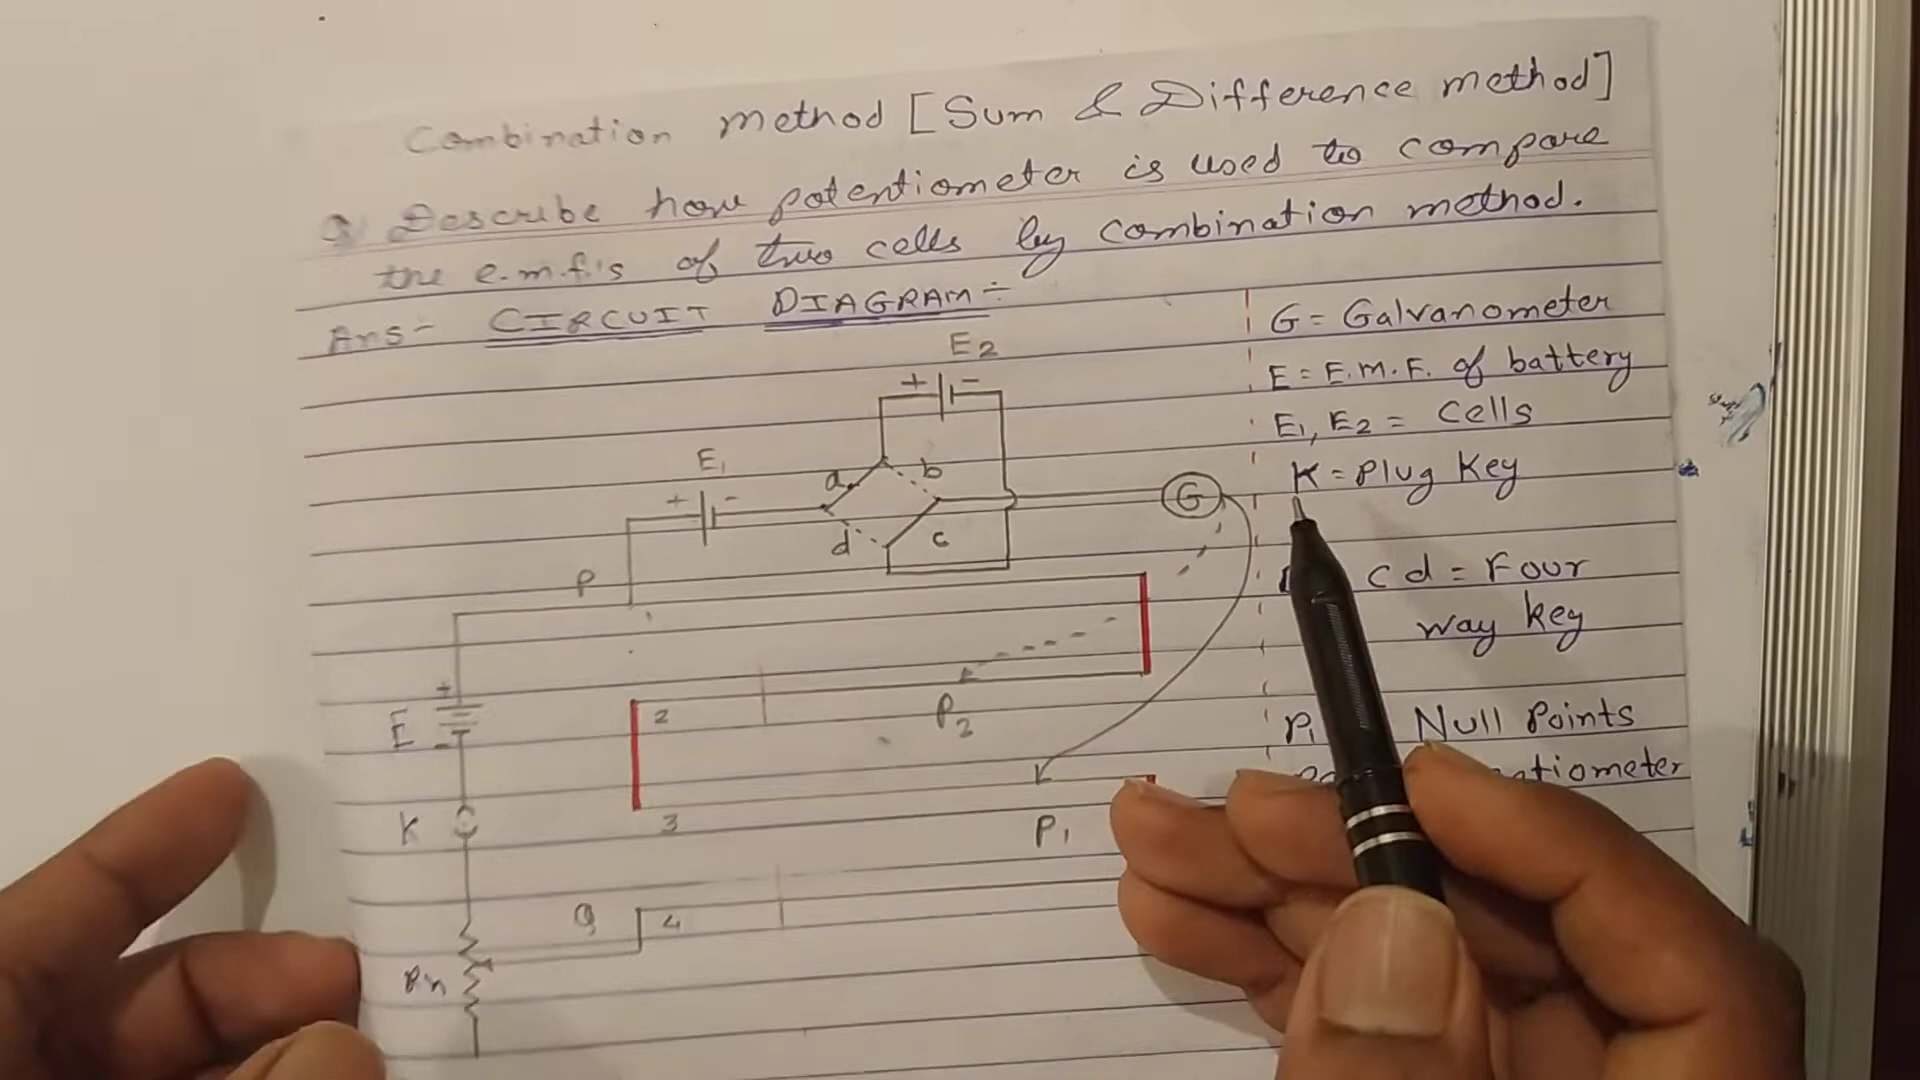 Combination method [Sum & Difference method]
Q) Describe how potentiometer is used to compare
the e.m.f.'s of two cells by combination method.
Ans- CIRCUIT DIAGRAM ÷
G = Galvanometer
E = E.M.F. of battery
E1, E2 = Cells
K = Plug Key
c d = Four
way key
P1 Null Points
ntiometer
E2
+ -
E1
+ -
a b
d c
G
P
+
E
-
2
P2
K
3
P1
Q 4
Rh